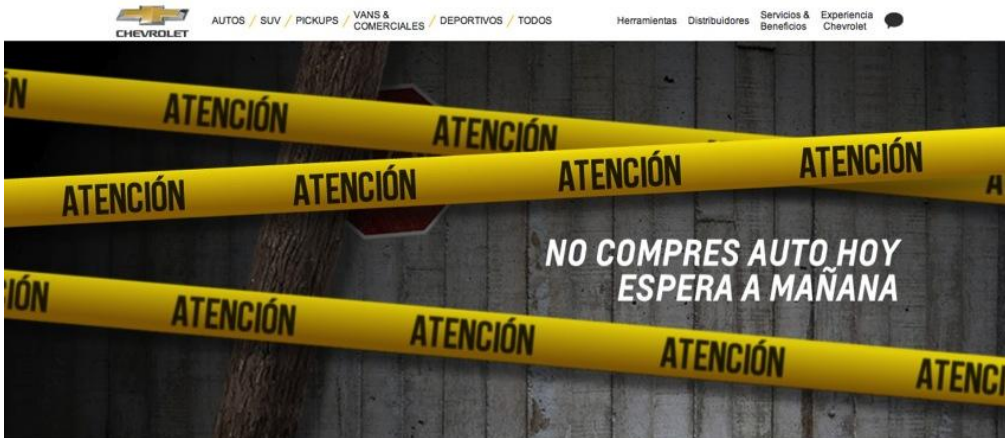 CHEVROLET
AUTOS / SUV / PICKUPS / VANS & COMERCIALES / DEPORTIVOS / TODOS
Herramientas Distribuidores Servicios & Beneficios Experiencia Chevrolet
ATENCIÓN ATENCIÓN
ATENCIÓN ATENCIÓN ATENCIÓN ATENCIÓN
NO COMPRES AUTO HOY
ESPERA A MAÑANA
ATENCIÓN ATENCIÓN ATENCIÓN